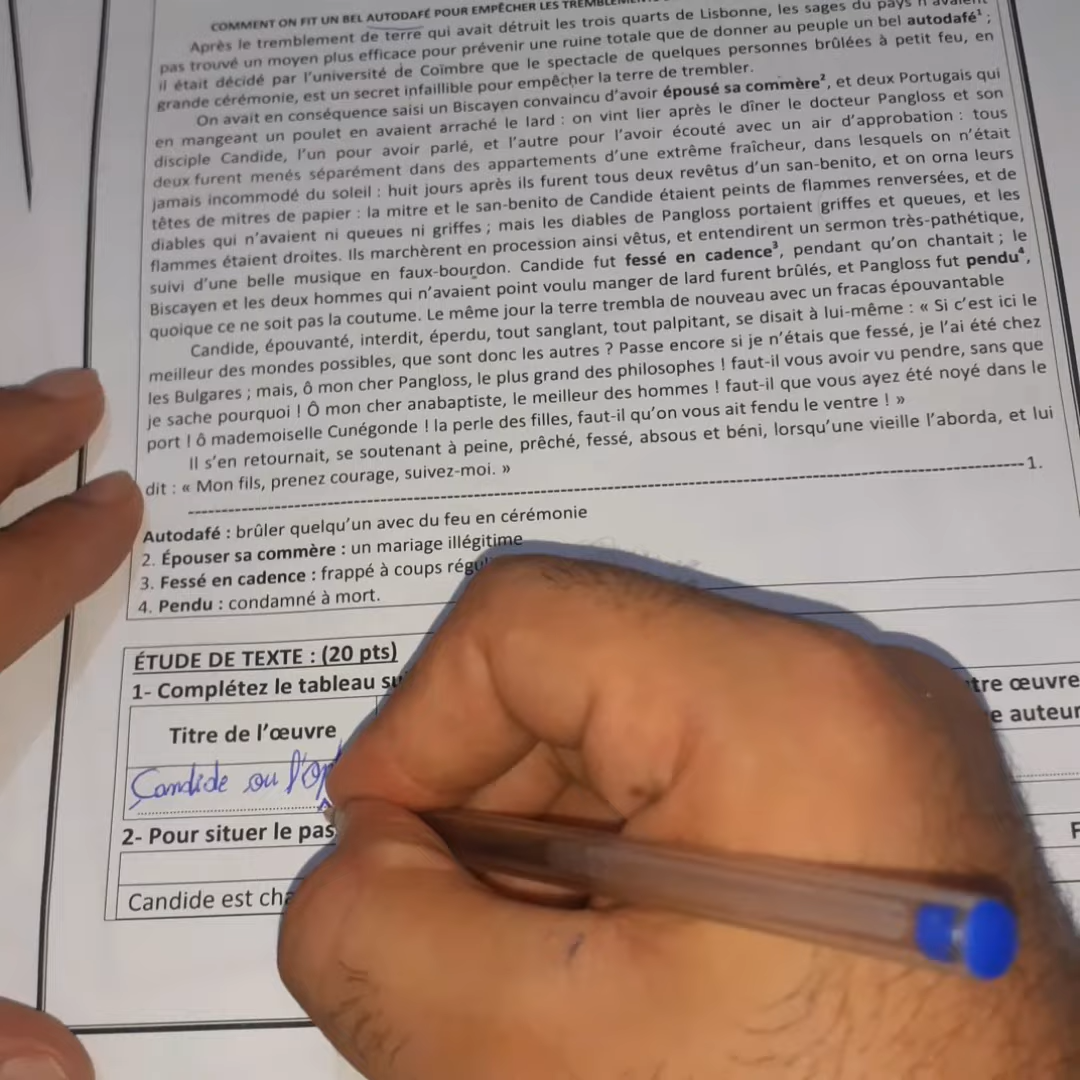 COMMENT ON FIT UN BEL AUTODAFÉ POUR EMPÊCHER LES
Après le tremblement de terre qui avait détruit les trois quarts de Lisbonne, les sages du pays n'avaient
pas trouvé un moyen plus efficace pour prévenir une ruine totale que de donner au peuple un bel autodafé¹ ;
il était décidé par l'université de Coïmbre que le spectacle de quelques personnes brûlées à petit feu, en
grande cérémonie, est un secret infaillible pour empêcher la terre de trembler.
On avait en conséquence saisi un Biscayen convaincu d'avoir épousé sa commère², et deux Portugais qui
en mangeant un poulet en avaient arraché le lard : on vint lier après le dîner le docteur Pangloss et son
disciple Candide, l'un pour avoir parlé, et l'autre pour l'avoir écouté avec un air d'approbation : tous
deux furent menés séparément dans des appartements d'une extrême fraîcheur, dans lesquels on n'était
jamais incommodé du soleil : huit jours après ils furent tous deux revêtus d'un san-benito, et on orna leurs
têtes de mitres de papier : la mitre et le san-benito de Candide étaient peints de flammes renversées, et de
diables qui n'avaient ni queues ni griffes ; mais les diables de Pangloss portaient griffes et queues, et les
flammes étaient droites. Ils marchèrent en procession ainsi vêtus, et entendirent un sermon très-pathétique,
suivi d'une belle musique en faux-bourdon. Candide fut fessé en cadence³, pendant qu'on chantait ; le
Biscayen et les deux hommes qui n'avaient point voulu manger de lard furent brûlés, et Pangloss fut pendu⁴,
quoique ce ne soit pas la coutume. Le même jour la terre trembla de nouveau avec un fracas épouvantable
Candide, épouvanté, interdit, éperdu, tout sanglant, tout palpitant, se disait à lui-même : « Si c'est ici le
meilleur des mondes possibles, que sont donc les autres ? Passe encore si je n'étais que fessé, je l'ai été chez
les Bulgares ; mais, ô mon cher Pangloss, le plus grand des philosophes ! faut-il vous avoir vu pendre, sans que
je sache pourquoi ! Ô mon cher anabaptiste, le meilleur des hommes ! faut-il que vous ayez été noyé dans le
port ! ô mademoiselle Cunégonde ! la perle des filles, faut-il qu'on vous ait fendu le ventre ! »
Il s'en retournait, se soutenant à peine, prêché, fessé, absous et béni, lorsqu'une vieille l'aborda, et lui
dit : « Mon fils, prenez courage, suivez-moi. »
1.
Autodafé : brûler quelqu'un avec du feu en cérémonie
2. Épouser sa commère : un mariage illégitime
3. Fessé en cadence : frappé à coups
4. Pendu : condamné à mort.
ÉTUDE DE TEXTE : (20 pts)
1- Complétez le tableau
œuvre
auteur
Titre de l'œuvre
Candide ou
2- Pour situer le
Candide est